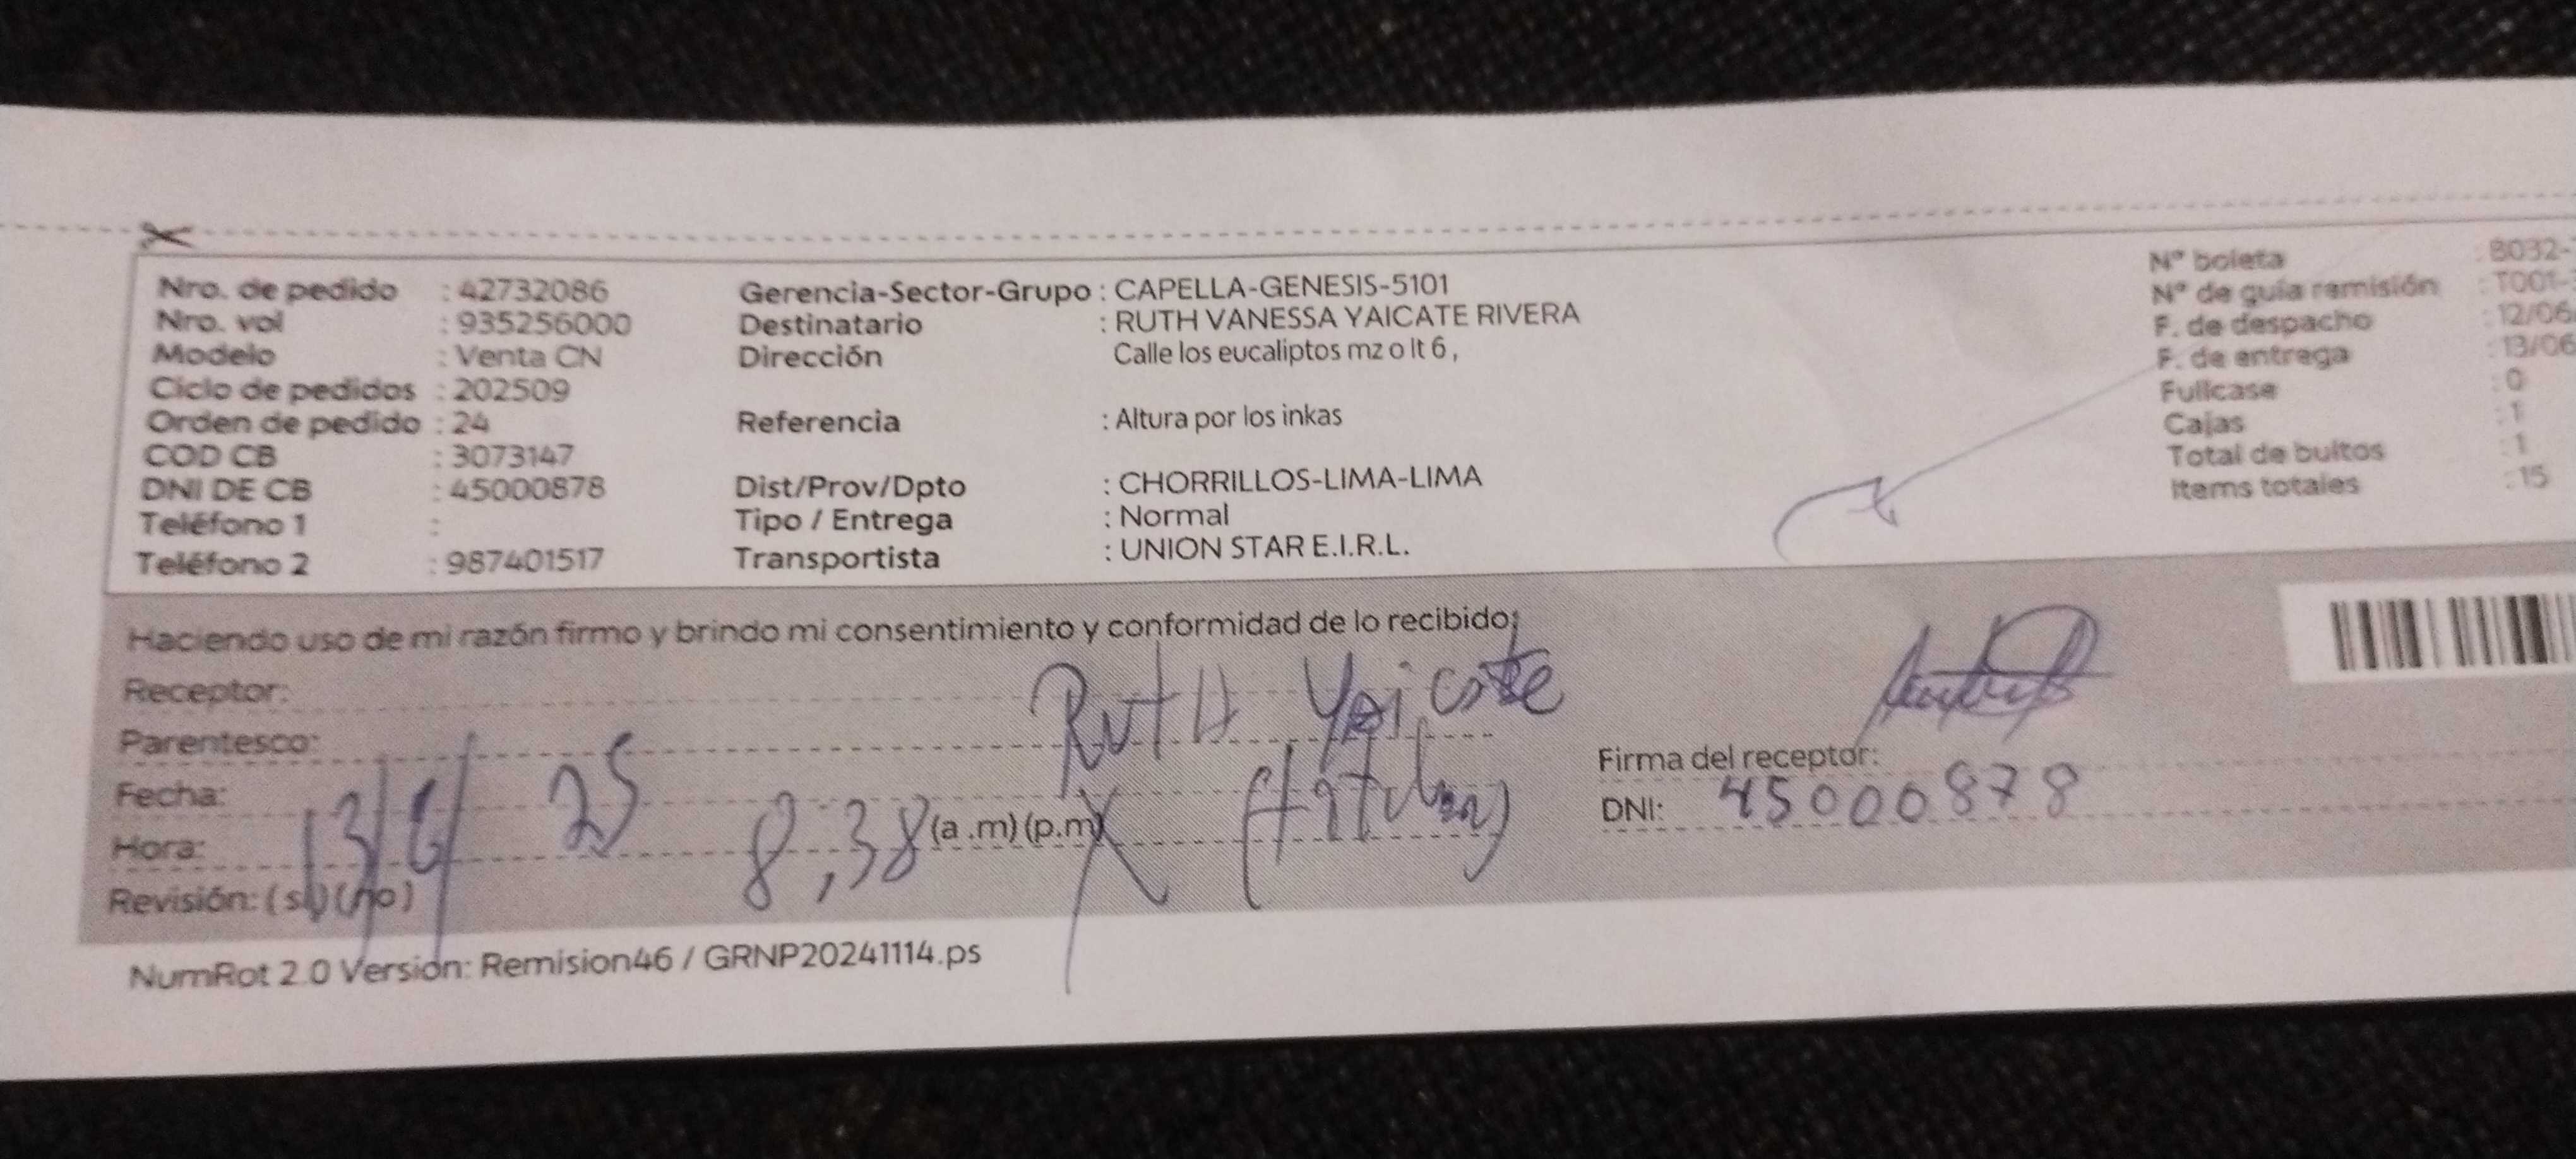 Nro. de pedido : 42732086
Nro. vol : 935256000
Modelo : Venta CN
Ciclo de pedidos : 202509
Orden de pedido : 24
COD CB : 3073147
DNI DE CB : 45000878
Teléfono 1 :
Teléfono 2 : 987401517
Gerencia-Sector-Grupo : CAPELLA-GENESIS-5101
Destinatario : RUTH VANESSA YAICATE RIVERA
Dirección Calle los eucaliptos mz o lt 6 ,
Referencia : Altura por los inkas
Dist/Prov/Dpto : CHORRILLOS-LIMA-LIMA
Tipo / Entrega : Normal
Transportista : UNION STAR E.I.R.L.
N° boleta : B032-
N° de guía remisión : T001-
F. de despacho : 12/06
F. de entrega : 13/06
Fullcase : 0
Cajas : 1
Total de bultos : 1
Items totales : 15
Haciendo uso de mi razón firmo y brindo mi consentimiento y conformidad de lo recibido;
Receptor: RutH Yaicate
Parentesco: (titular)
Fecha: 13/6/25
Hora: 8,38 (a .m) (p.m)
Revisión: ( si ) ( no )
Firma del receptor:
DNI: 45000878
NumRot 2.0 Version: Remision46 / GRNP20241114.ps